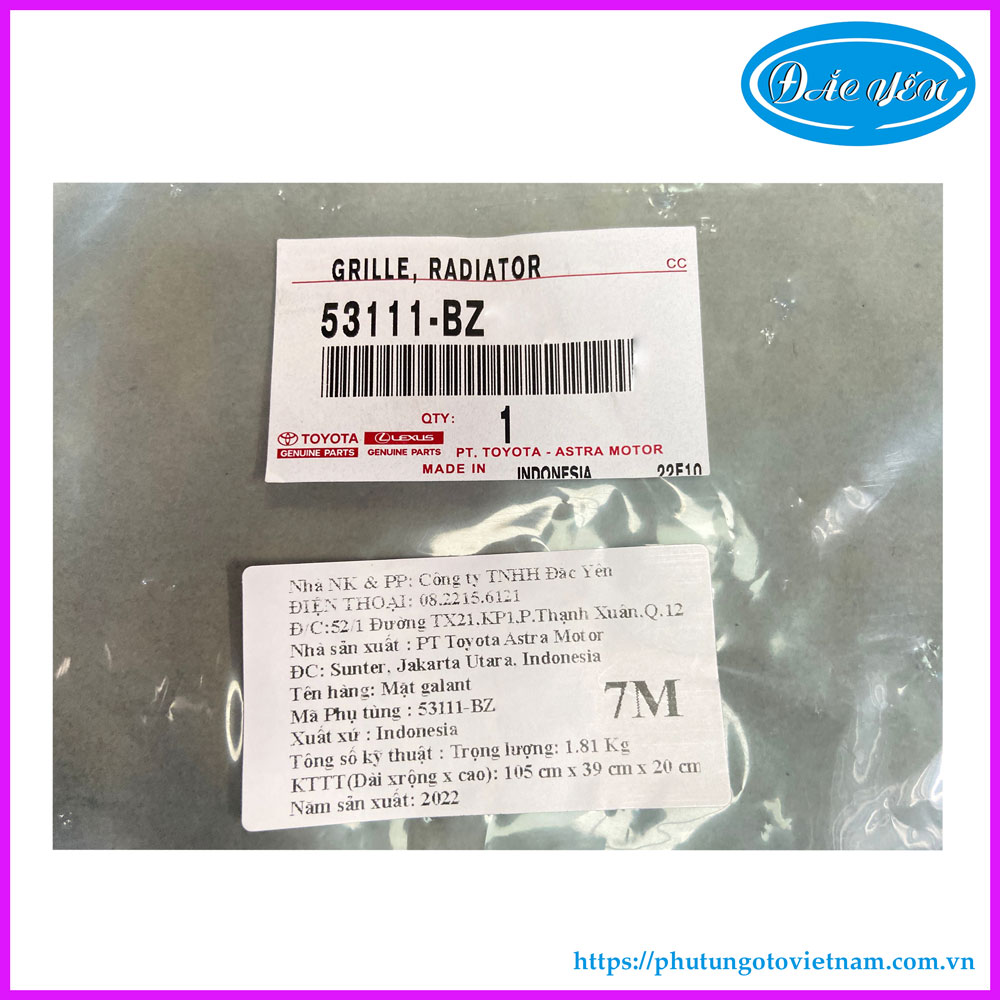 ĐẮC YẾN
GRILLE, RADIATOR
CC
53111-BZ
QTY: 1
TOYOTA
GENUINE PARTS
LEXUS
GENUINE PARTS
PT. TOYOTA - ASTRA MOTOR
MADE IN INDONESIA 22F10
Nhà NK & PP: Công ty TNHH Đắc Yên
ĐIỆN THOẠI: 08.2215.6121
Đ/C:52/1 Đường TX21,KP1,P.Thạnh Xuân,Q.12
Nhà sản xuất : PT Toyota Astra Motor
ĐC: Sunter, Jakarta Utara, Indonesia
Tên hàng: Mặt galant
Mã Phụ tùng : 53111-BZ
Xuất xứ : Indonesia
7M
Tông số kỹ thuật : Trọng lượng: 1.81 Kg
KTTT(Dài xrộng x cao): 105 cm x 39 cm x 20 cm
Năm sản xuất: 2022
https://phutungotovietnam.com.vn